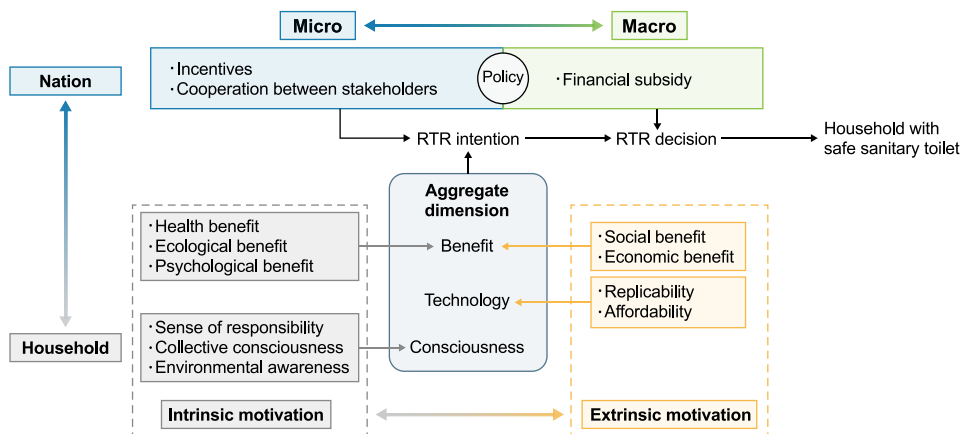 Micro
Macro
Nation
·Incentives
·Cooperation between stakeholders
Policy
·Financial subsidy
RTR intention
RTR decision
Household with
safe sanitary toilet
Aggregate
dimension
·Health benefit
·Ecological benefit
·Psychological benefit
Benefit
·Social benefit
·Economic benefit
Technology
·Replicability
·Affordability
Household
·Sense of responsibility
·Collective consciousness
·Environmental awareness
Consciousness
Intrinsic motivation
Extrinsic motivation